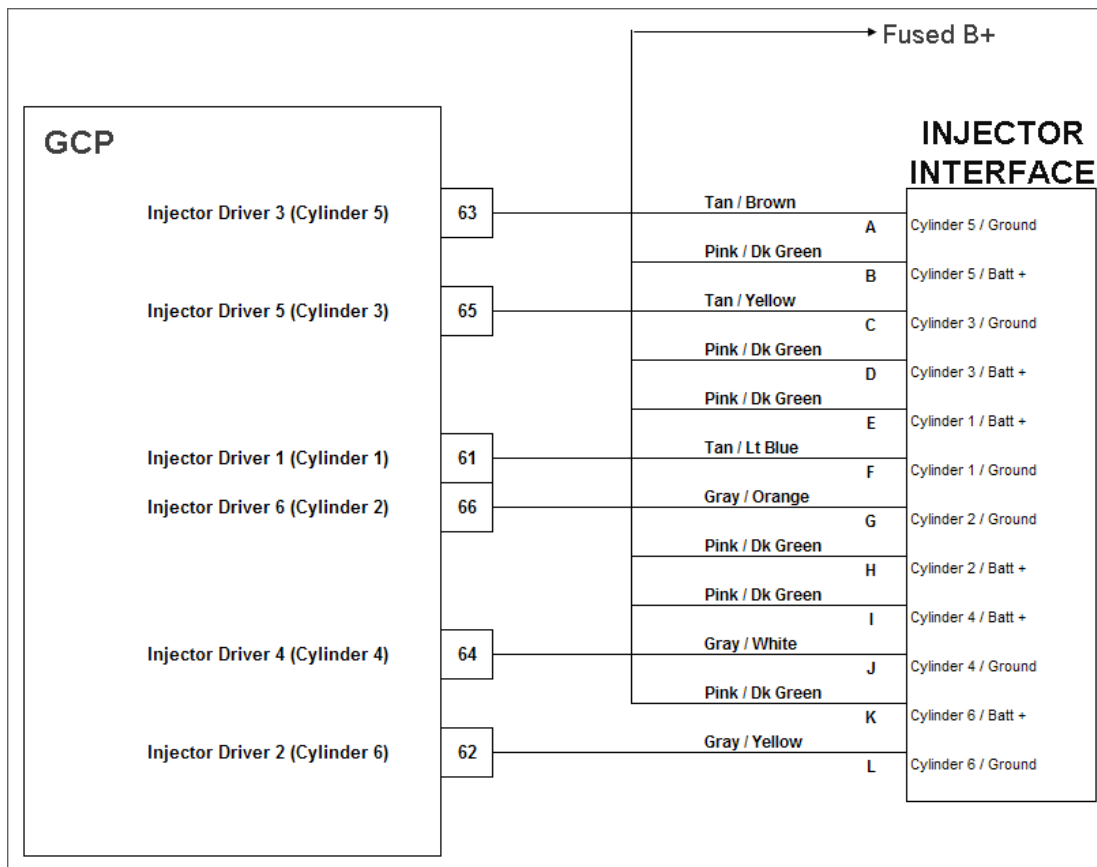 Fused B+
GCP
INJECTOR
INTERFACE
Injector Driver 3 (Cylinder 5)
63
Tan / Brown
A
Cylinder 5 / Ground
Pink / Dk Green
B
Cylinder 5 / Batt +
Injector Driver 5 (Cylinder 3)
65
Tan / Yellow
C
Cylinder 3 / Ground
Pink / Dk Green
D
Cylinder 3 / Batt +
Pink / Dk Green
E
Cylinder 1 / Batt +
Injector Driver 1 (Cylinder 1)
61
Tan / Lt Blue
F
Cylinder 1 / Ground
Injector Driver 6 (Cylinder 2)
66
Gray / Orange
G
Cylinder 2 / Ground
Pink / Dk Green
H
Cylinder 2 / Batt +
Pink / Dk Green
I
Cylinder 4 / Batt +
Injector Driver 4 (Cylinder 4)
64
Gray / White
J
Cylinder 4 / Ground
Pink / Dk Green
K
Cylinder 6 / Batt +
Injector Driver 2 (Cylinder 6)
62
Gray / Yellow
L
Cylinder 6 / Ground